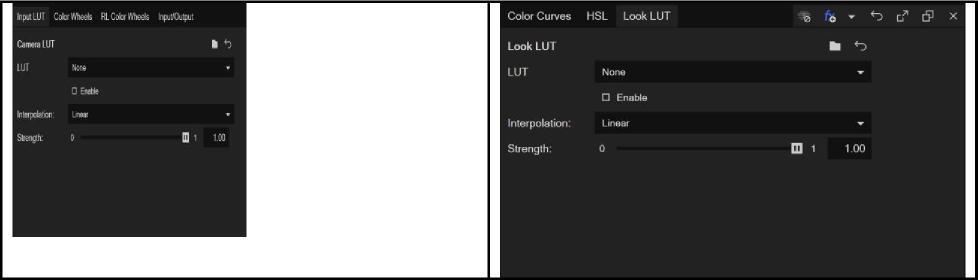 Input LUT Color Wheels RL Color Wheels Input/Output
Camera LUT
LUT None
Enable
Interpolation: Linear
Strength: 0 1 1.00
Color Curves HSL Look LUT
Look LUT
LUT None
Enable
Interpolation: Linear
Strength: 0 1 1.00